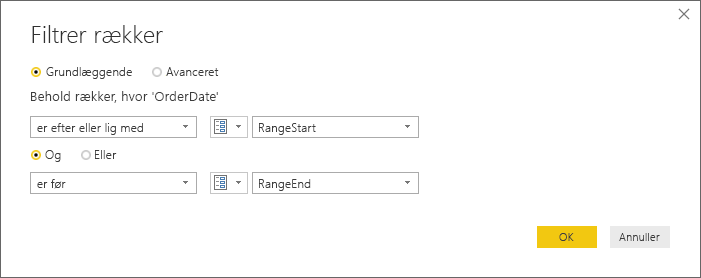 Filtrer rækker
Grundlæggende Avanceret
Behold rækker, hvor 'OrderDate'
er efter eller lig med RangeStart
Og Eller
er før RangeEnd
OK Annuller